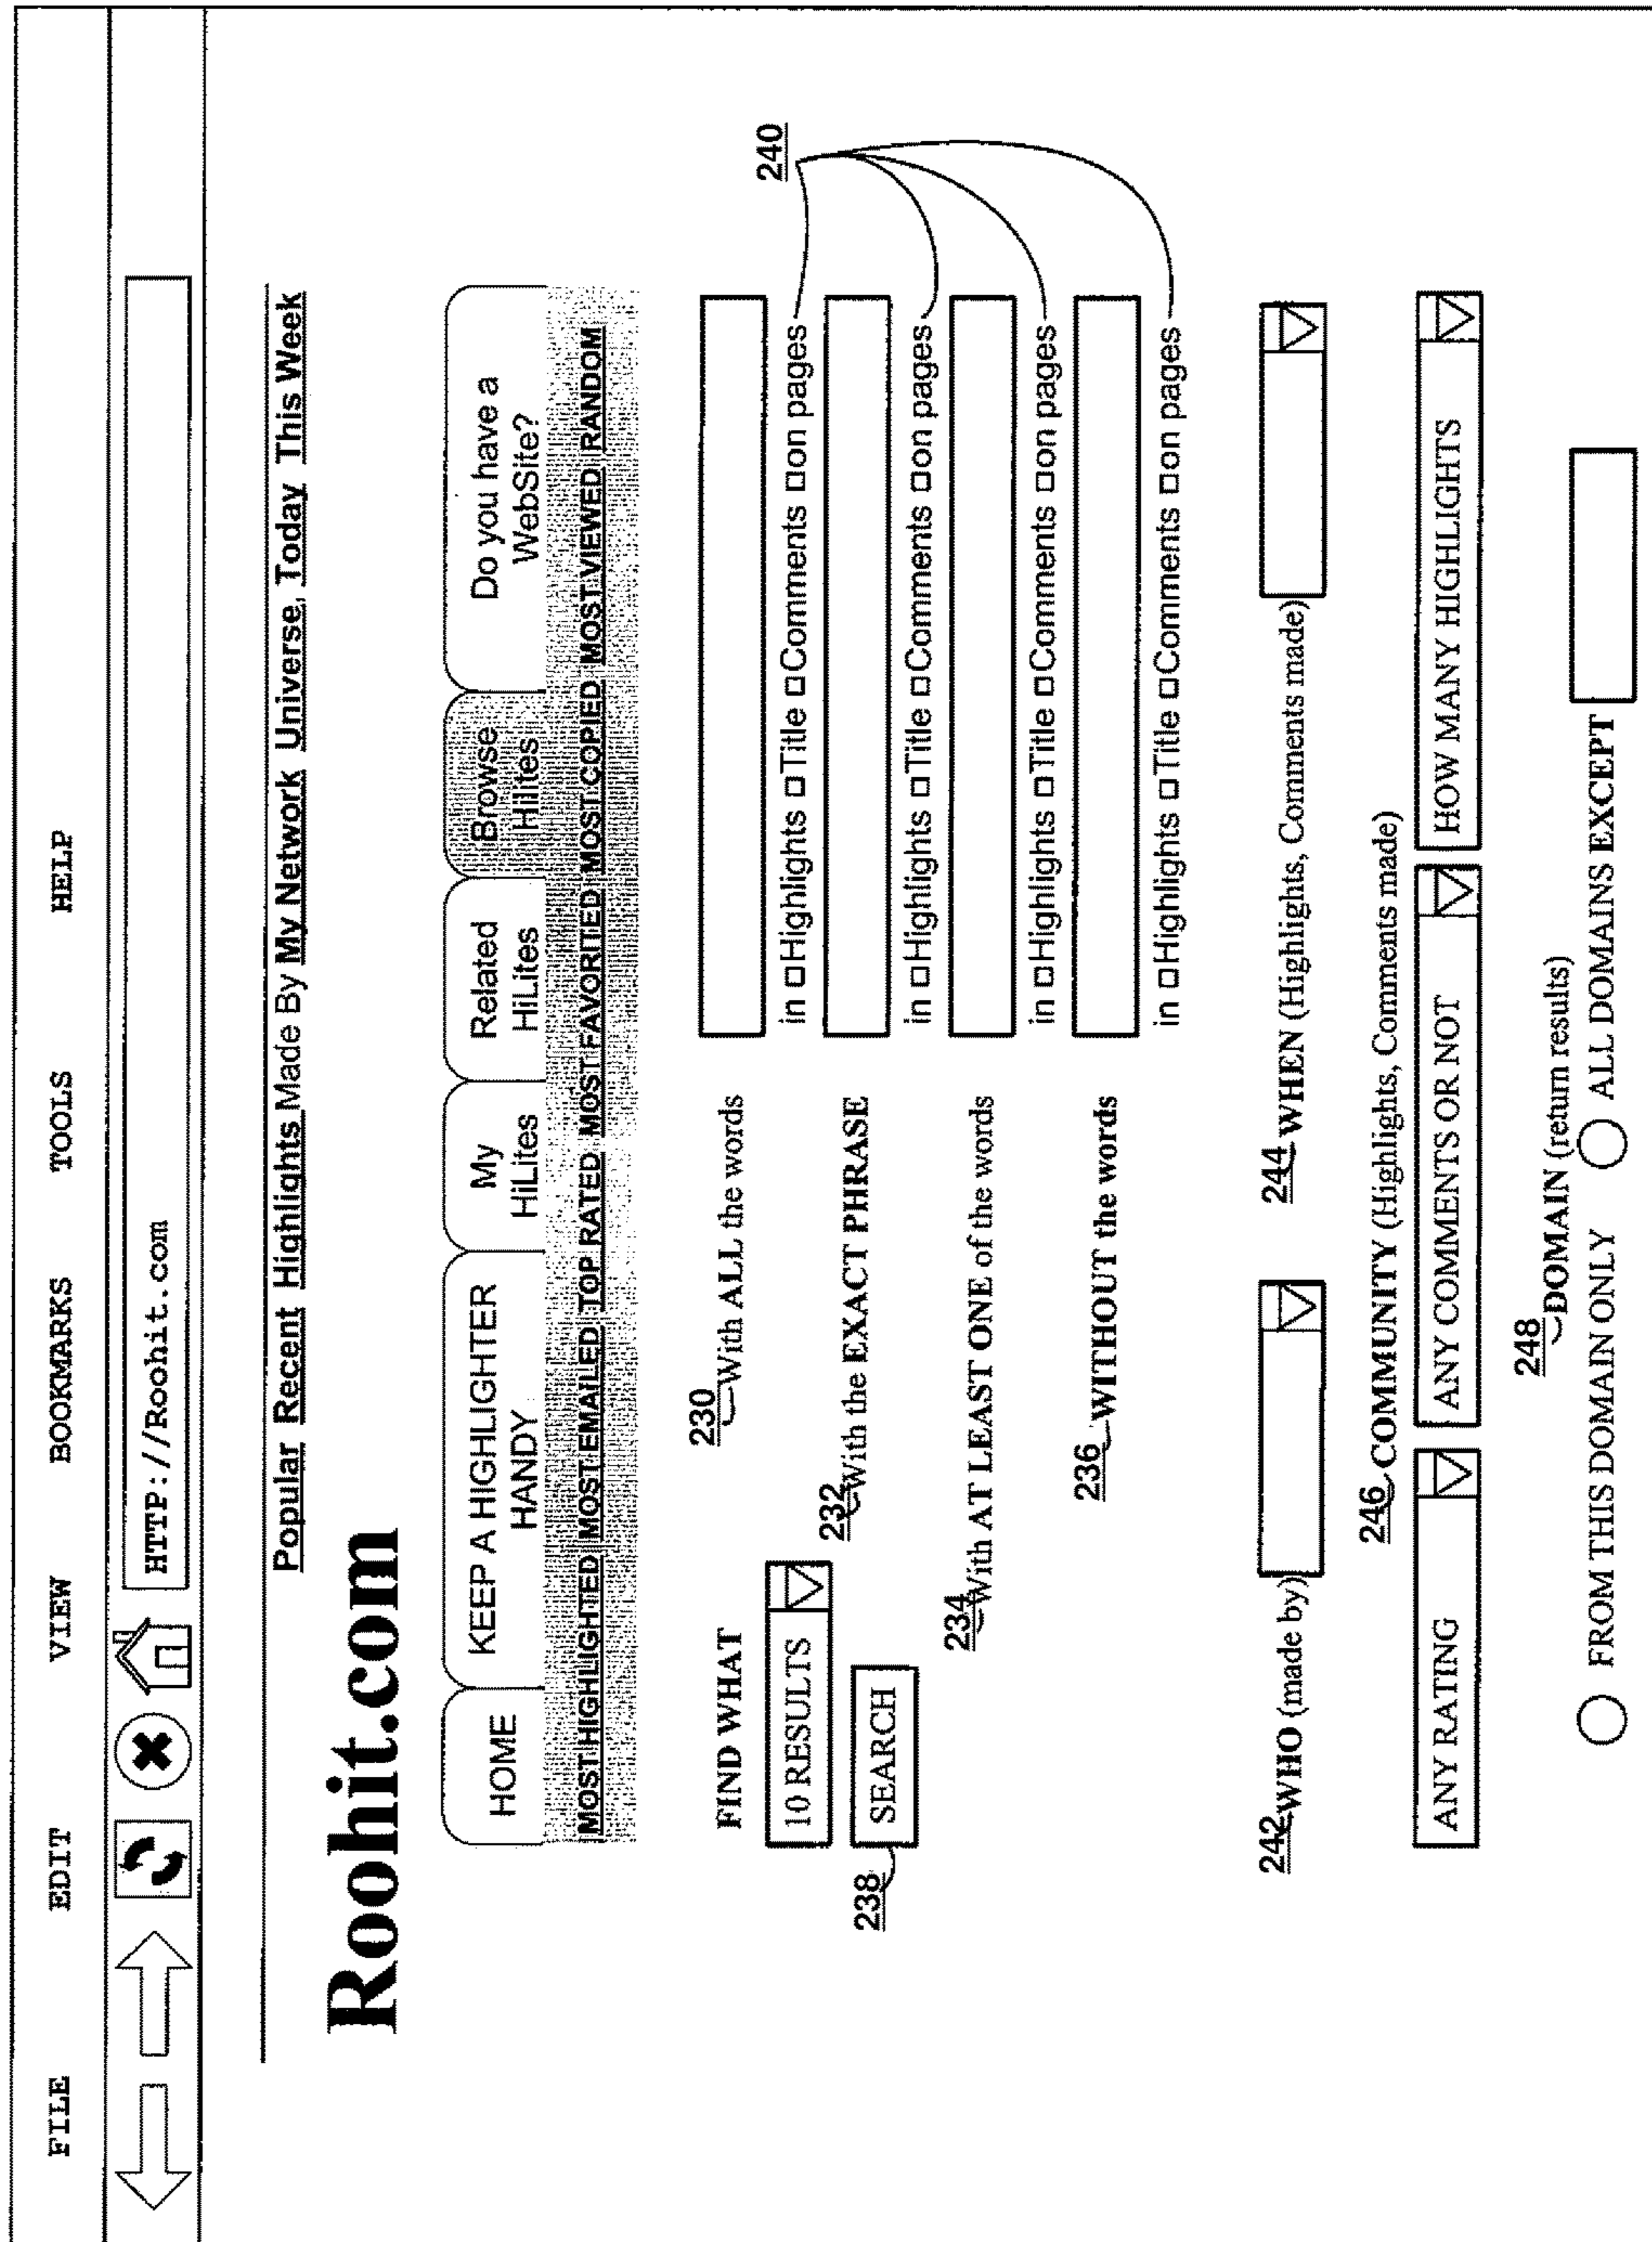 FILE EDIT VIEW BOOKMARKS TOOLS HELP
HTTP://Roohit.com
Popular Recent Highlights Made By My Network Universe, Today This Week
Roohit.com
HOME
KEEP A HIGHLIGHTER
HANDY
My
HiLites
Related
HiLites
Browse
Hilites
Do you have a
WebSite?
MOST HIGHLIGHTED MOST EMAILED TOP RATED MOST FAVORITED MOST COPIED MOST VIEWED RANDOM
FIND WHAT
10 RESULTS
SEARCH
238
230 With ALL the words
in Highlights Title Comments on pages
240
232 With the EXACT PHRASE
in Highlights Title Comments on pages
234 With AT LEAST ONE of the words
in Highlights Title Comments on pages
236 WITHOUT the words
in Highlights Title Comments on pages
242 WHO (made by)
244 WHEN (Highlights, Comments made)
246 COMMUNITY (Highlights, Comments made)
ANY RATING
ANY COMMENTS OR NOT
HOW MANY HIGHLIGHTS
248 DOMAIN (return results)
FROM THIS DOMAIN ONLY
ALL DOMAINS EXCEPT